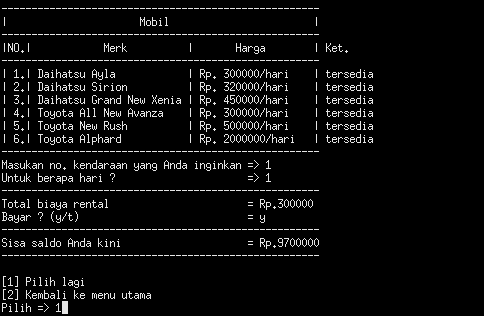 -------------------------------------------------
|                    Mobil                      |
-------------------------------------------------
|NO.|          Merk          |      Harga       | Ket.
-------------------------------------------------
| 1.| Daihatsu Ayla          | Rp. 300000/hari  | tersedia
| 2.| Daihatsu Sirion        | Rp. 320000/hari  | tersedia
| 3.| Daihatsu Grand New Xenia | Rp. 450000/hari  | tersedia
| 4.| Toyota All New Avanza  | Rp. 300000/hari  | tersedia
| 5.| Toyota New Rush        | Rp. 500000/hari  | tersedia
| 6.| Toyota Alphard         | Rp. 2000000/hari | tersedia
-------------------------------------------------
Masukan no. kendaraan yang Anda inginkan => 1
Untuk berapa hari ? => 1
-------------------------------------------------
Total biaya rental = Rp.300000
Bayar ? (y/t) = y
-------------------------------------------------
Sisa saldo Anda kini = Rp.9700000
-------------------------------------------------
[1] Pilih lagi
[2] Kembali ke menu utama
Pilih => 1